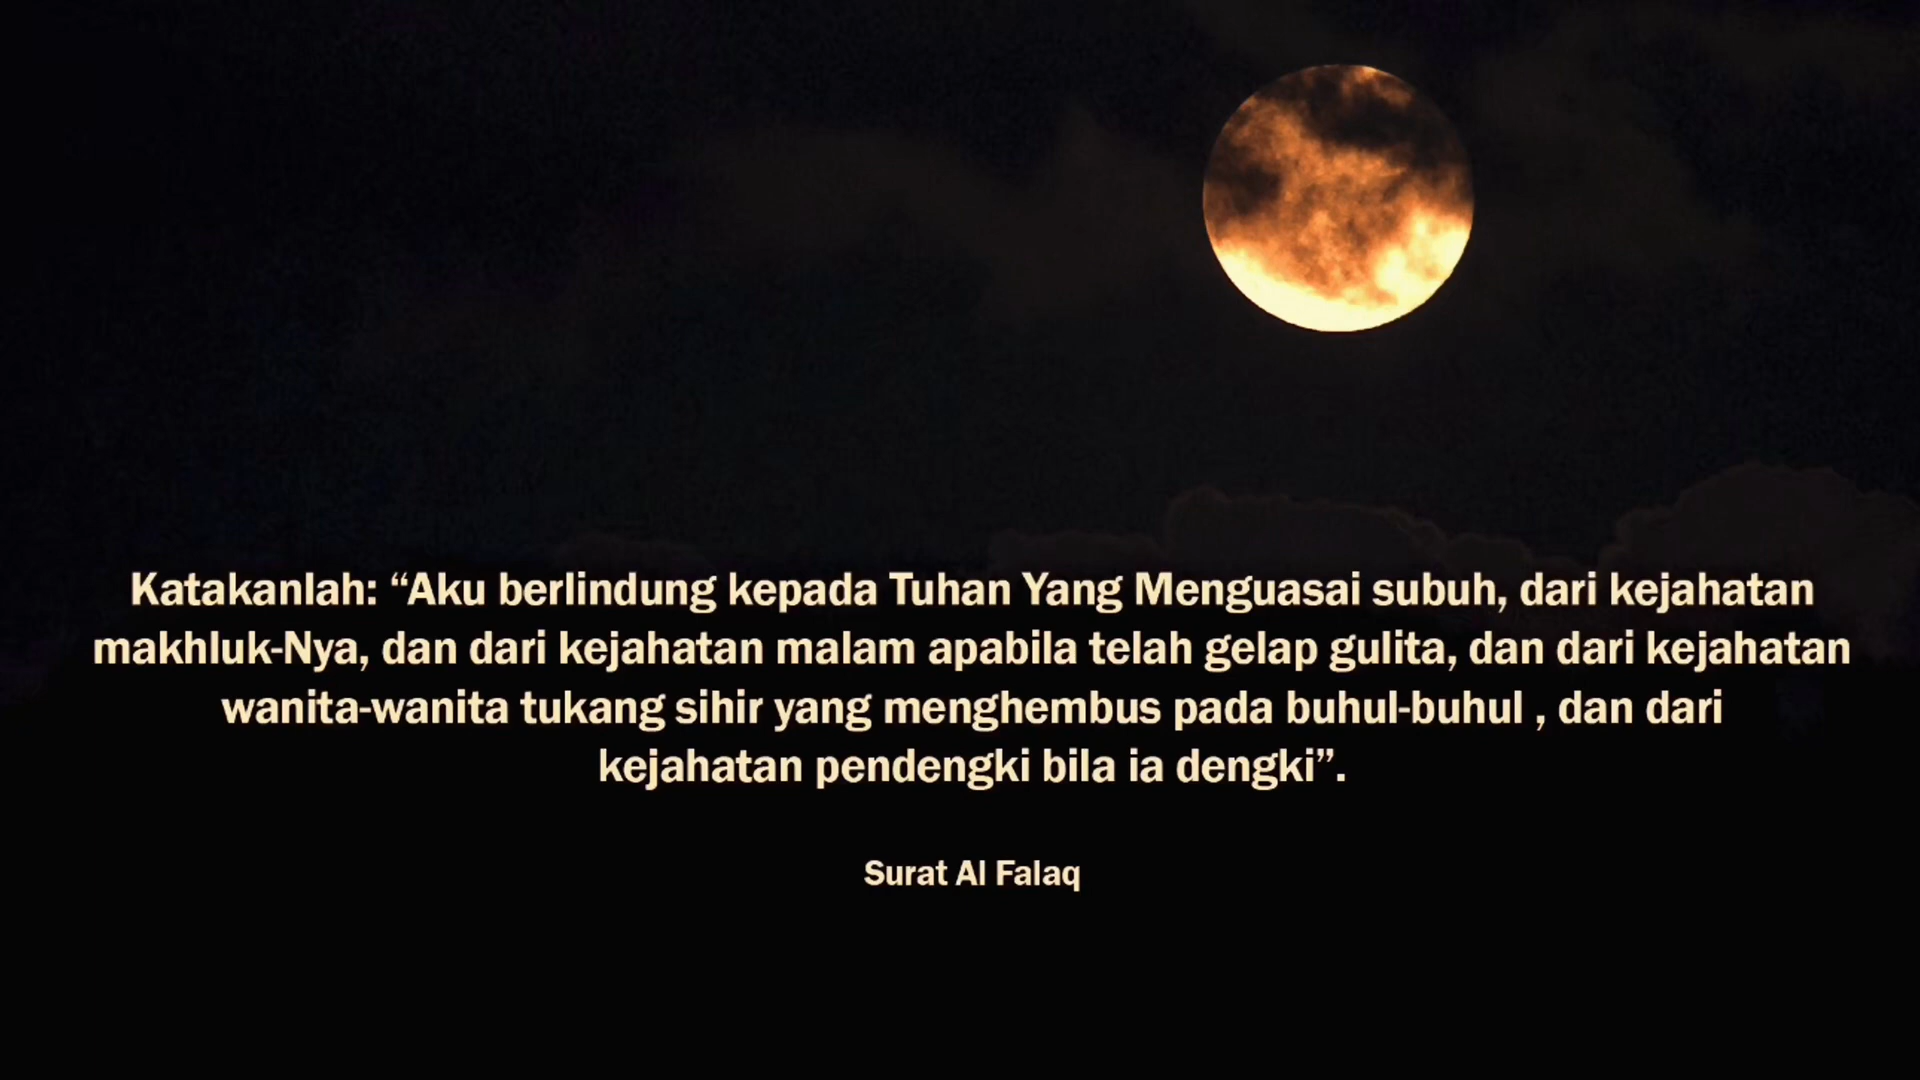 Katakanlah: “Aku berlindung kepada Tuhan Yang Menguasai subuh, dari kejahatan
makhluk-Nya, dan dari kejahatan malam apabila telah gelap gulita, dan dari kejahatan
wanita-wanita tukang sihir yang menghembus pada buhul-buhul , dan dari
kejahatan pendengki bila ia dengki”.
Surat Al Falaq